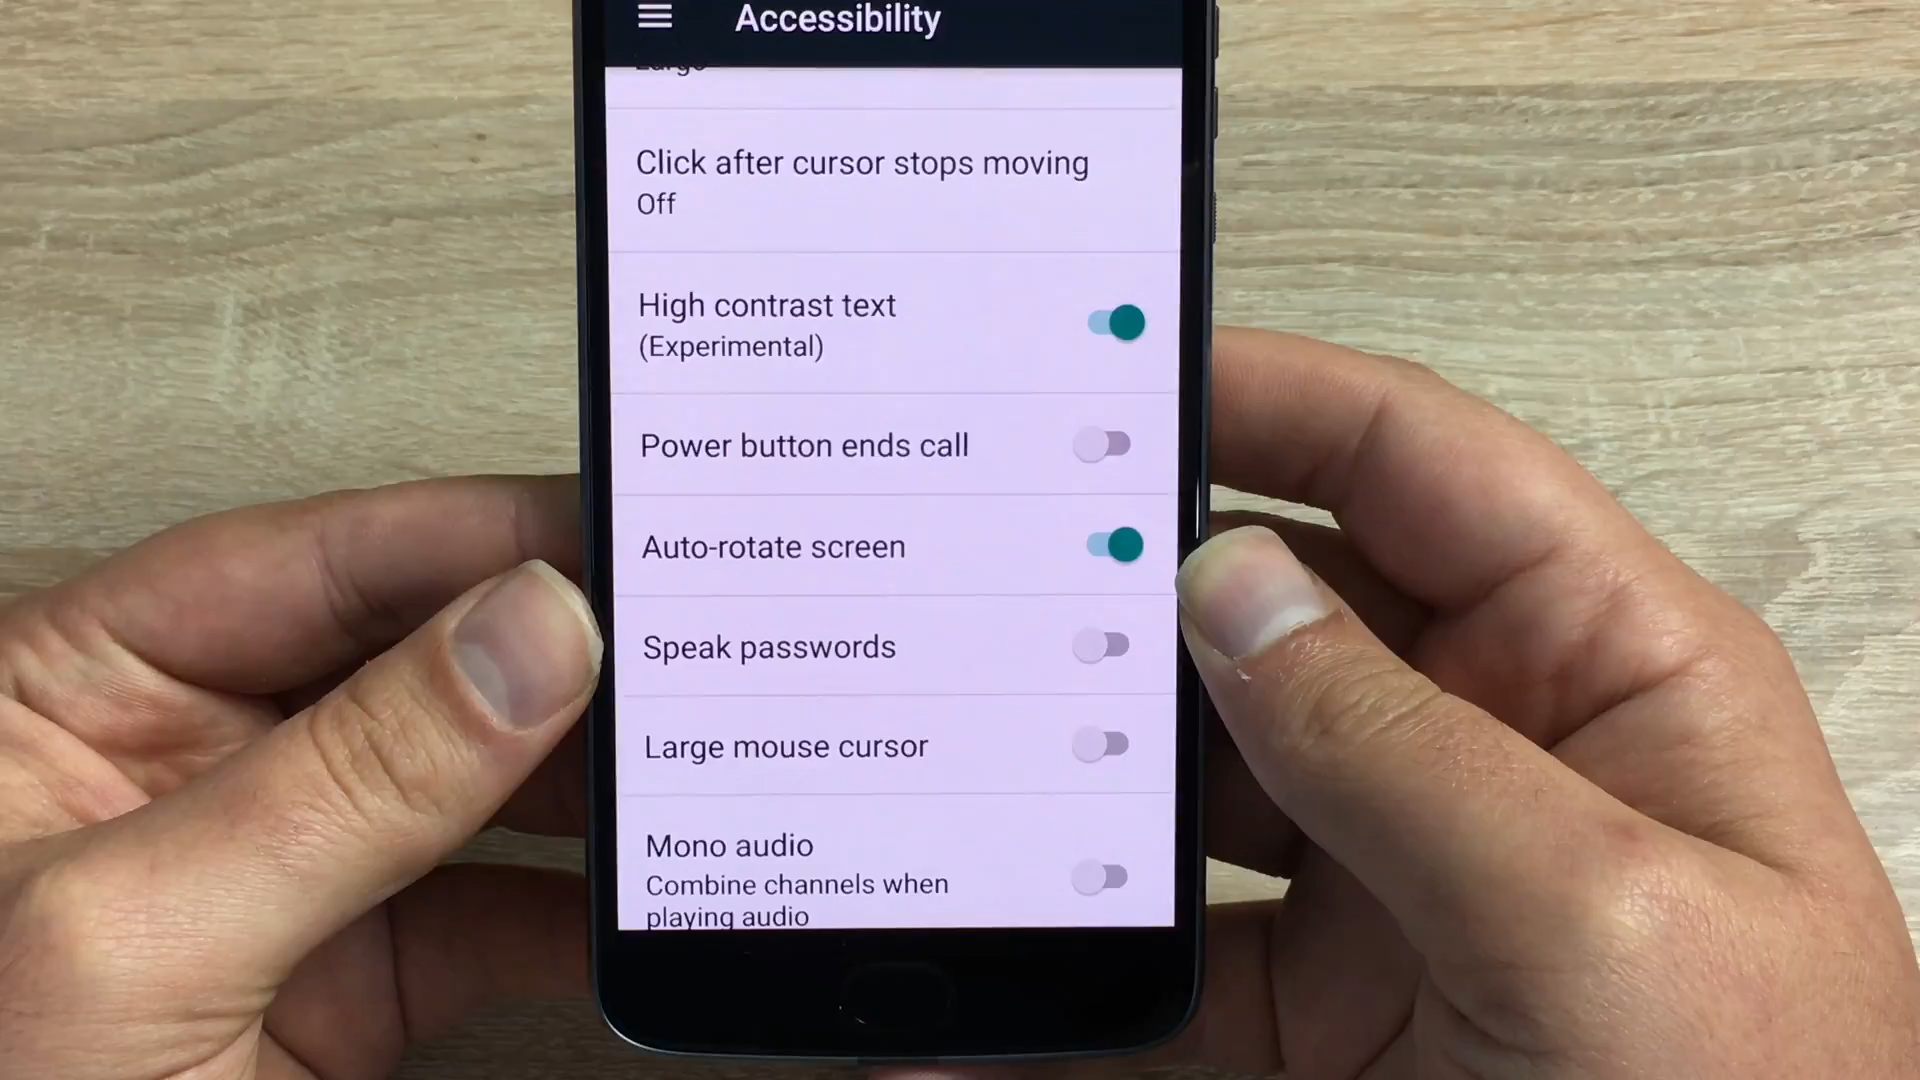 Accessibility
Click after cursor stops moving
Off
High contrast text
(Experimental)
Power button ends call
Auto-rotate screen
Speak passwords
Large mouse cursor
Mono audio
Combine channels when
playing audio